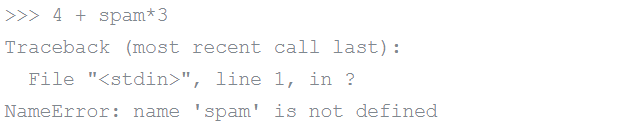 >>> 4 + spam*3
Traceback (most recent call last):
  File "<stdin>", line 1, in ?
NameError: name 'spam' is not defined